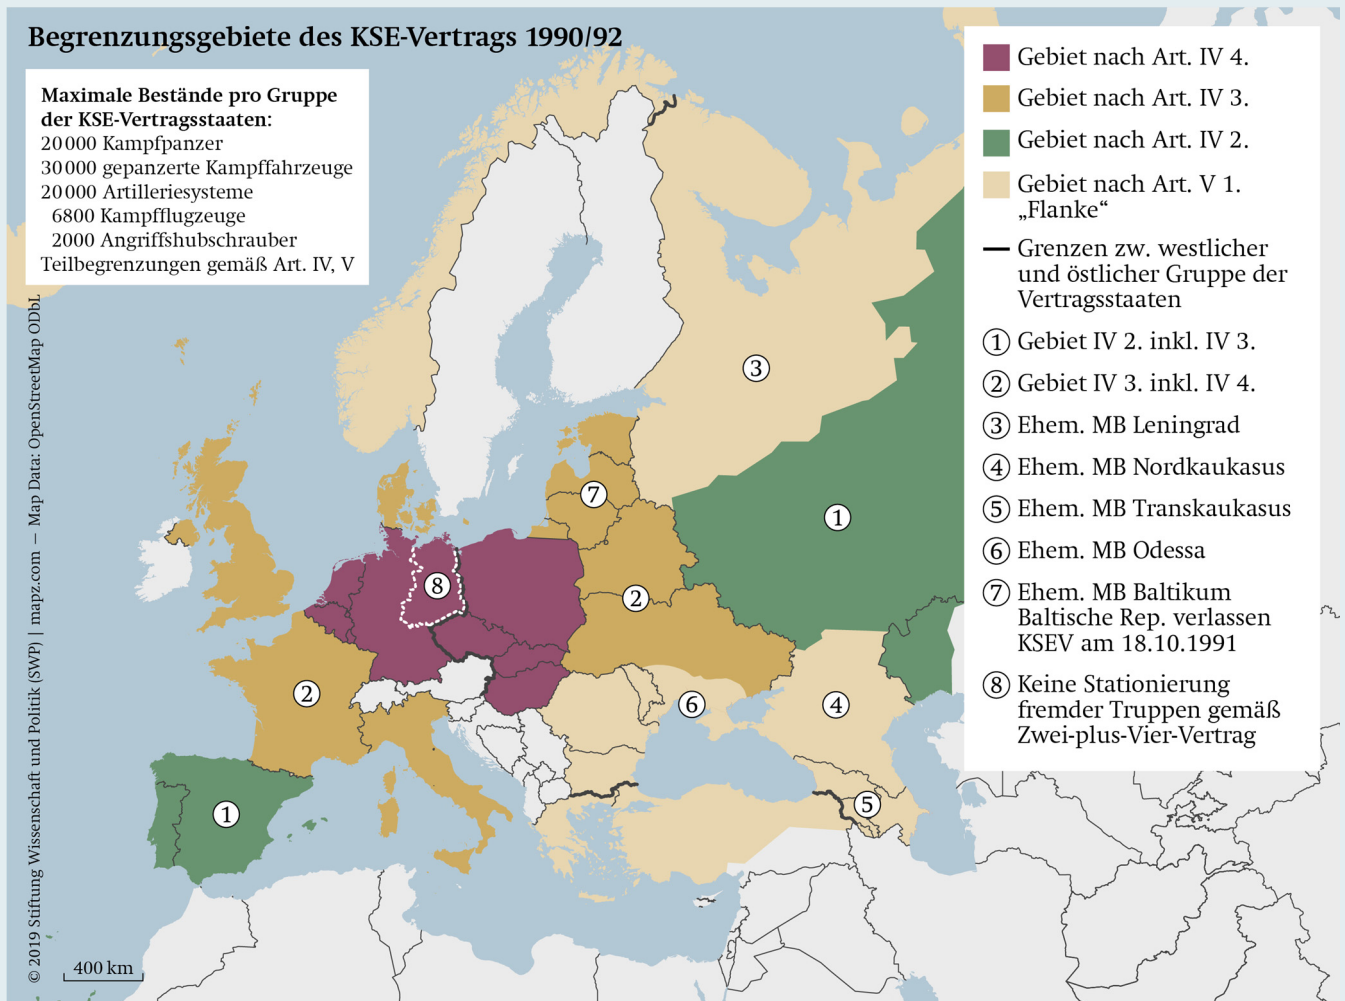 Begrenzungsgebiete des KSE-Vertrags 1990/92
Maximale Bestände pro Gruppe
der KSE-Vertragsstaaten:
20 000 Kampfpanzer
30 000 gepanzerte Kampffahrzeuge
20 000 Artilleriesysteme
6800 Kampfflugzeuge
2000 Angriffshubschrauber
Teilbegrenzungen gemäß Art. IV, V
Gebiet nach Art. IV 4.
Gebiet nach Art. IV 3.
Gebiet nach Art. IV 2.
Gebiet nach Art. V 1.
„Flanke“
Grenzen zw. westlicher
und östlicher Gruppe der
Vertragsstaaten
1 Gebiet IV 2. inkl. IV 3.
2 Gebiet IV 3. inkl. IV 4.
3 Ehem. MB Leningrad
4 Ehem. MB Nordkaukasus
5 Ehem. MB Transkaukasus
6 Ehem. MB Odessa
7 Ehem. MB Baltikum
Baltische Rep. verlassen
KSEV am 18.10.1991
8 Keine Stationierung
fremder Truppen gemäß
Zwei-plus-Vier-Vertrag
3
7
1
8
2
2
6
4
5
1
400 km
© 2019 Stiftung Wissenschaft und Politik (SWP) | mapz.com — Map Data: OpenStreetMap ODbL